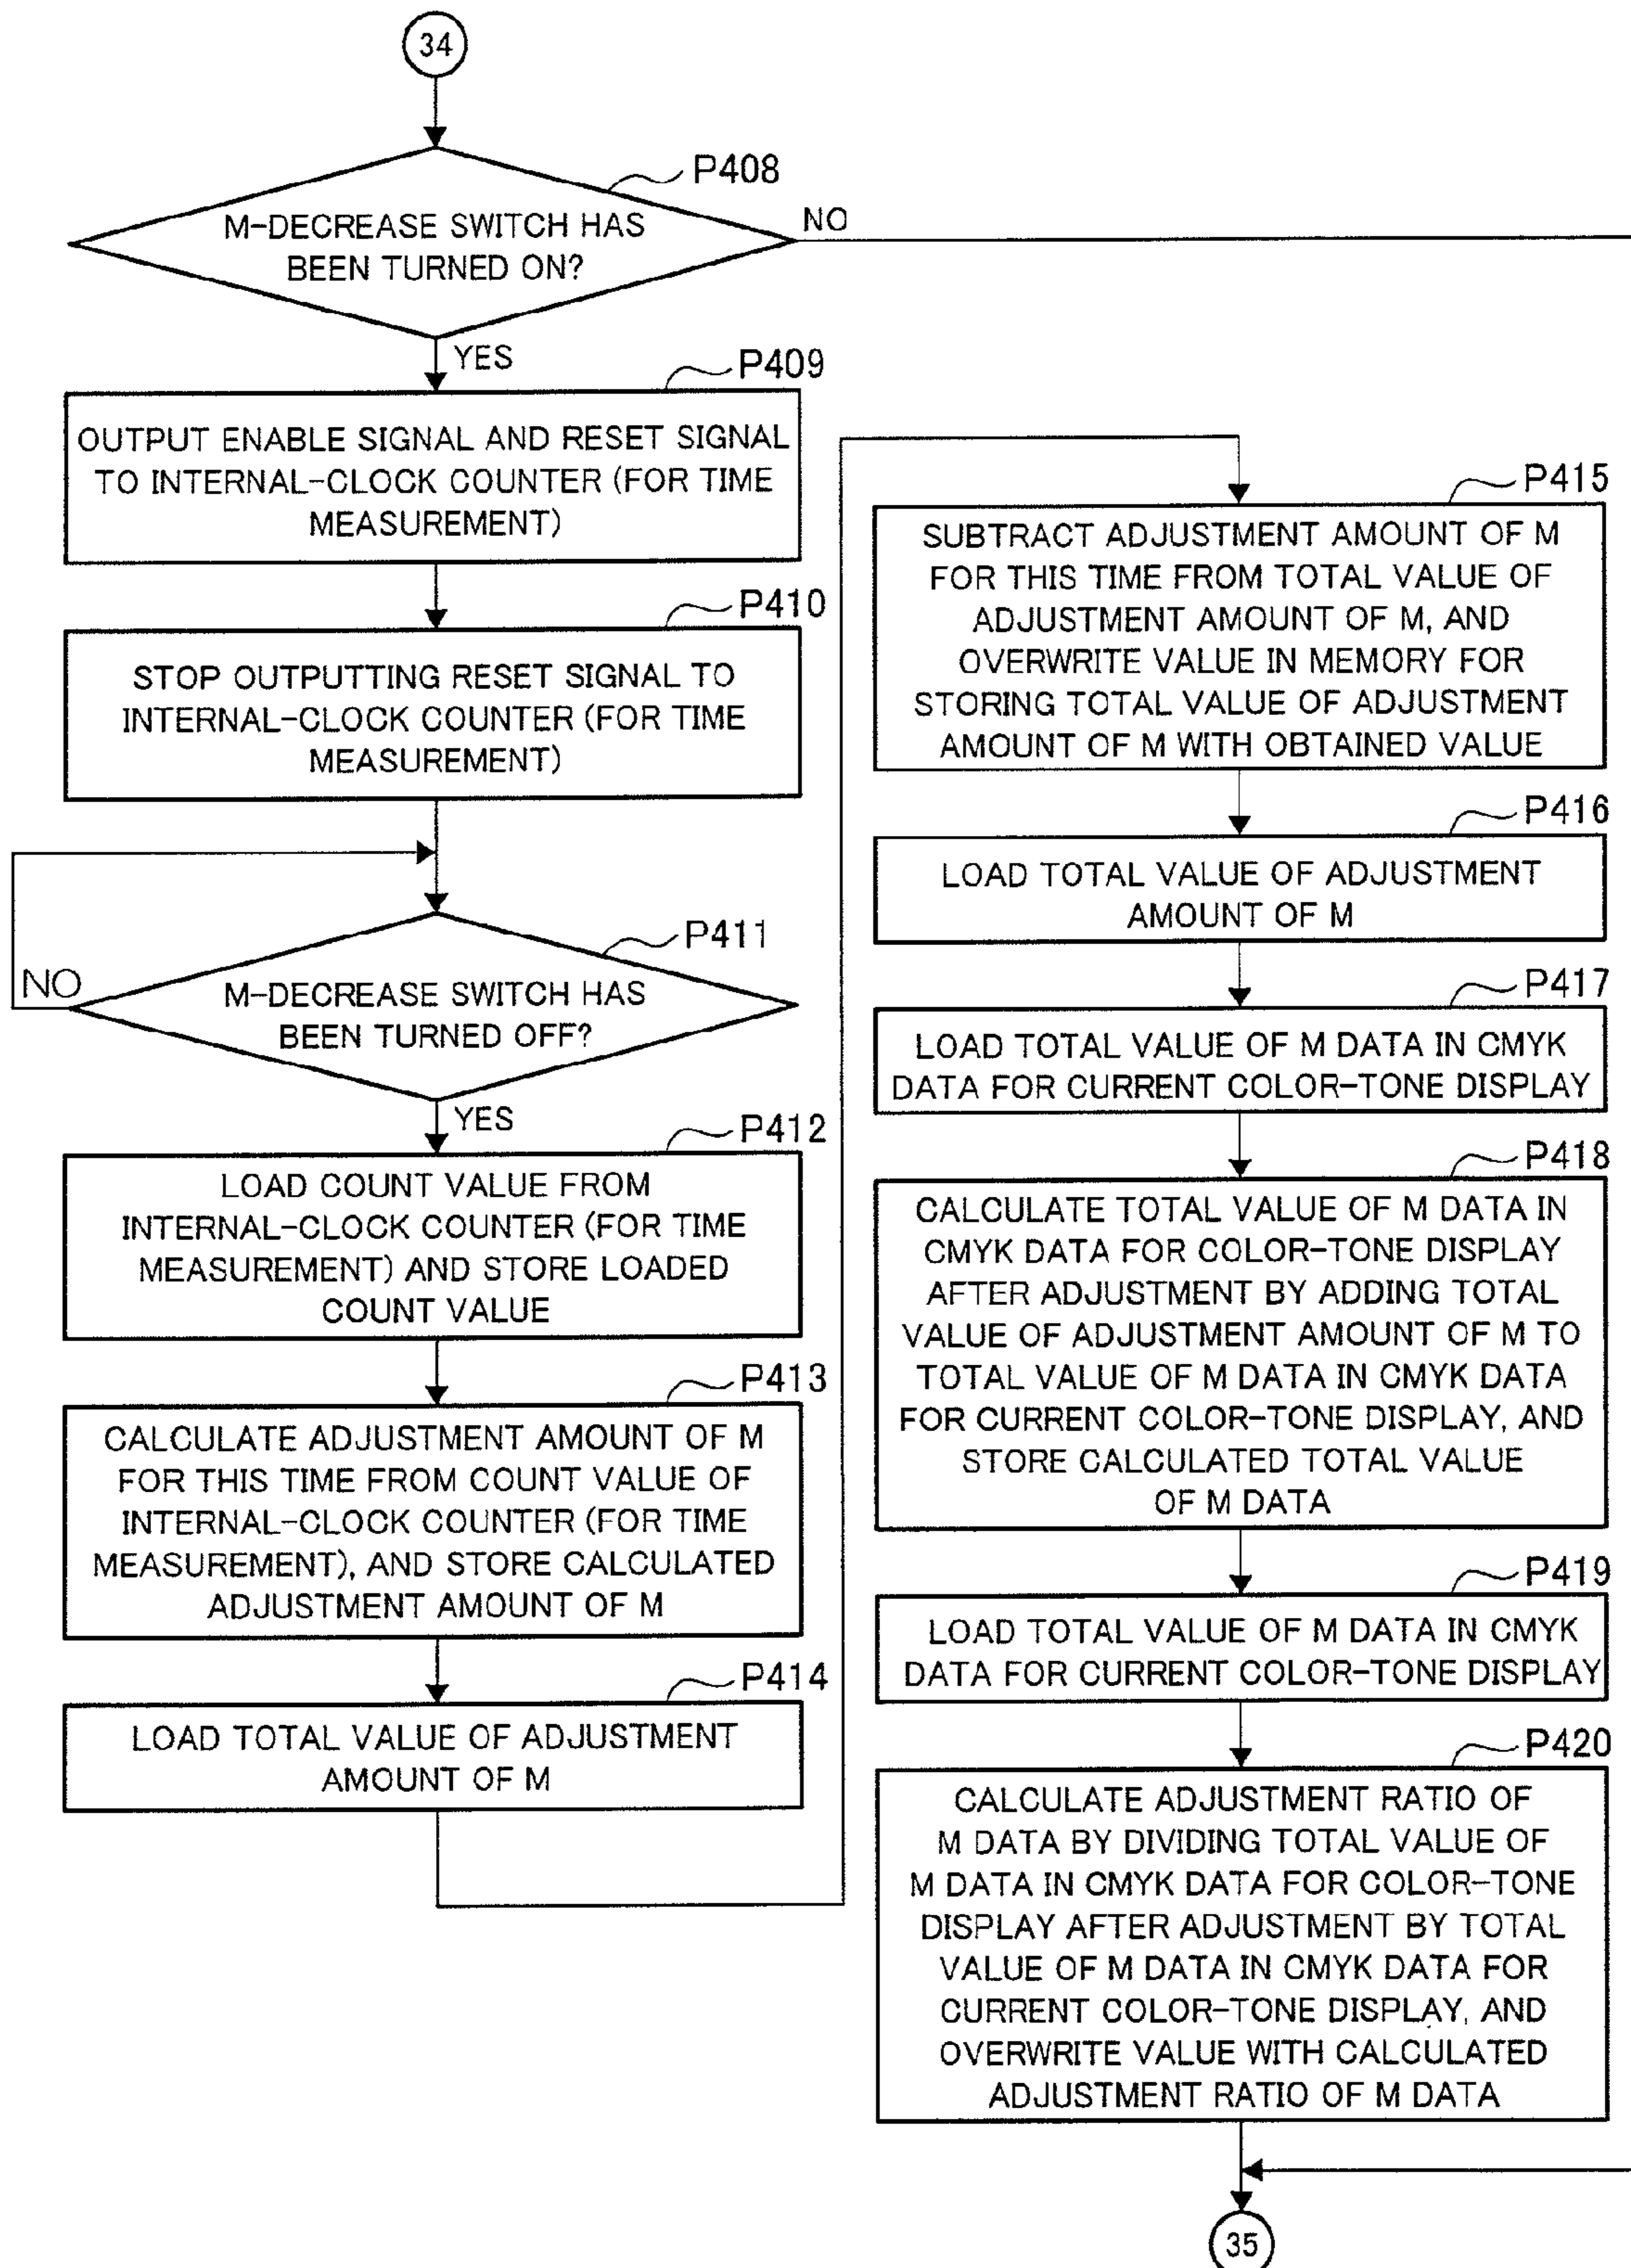 34
P408
M-DECREASE SWITCH HAS
BEEN TURNED ON?
NO
YES
P409
OUTPUT ENABLE SIGNAL AND RESET SIGNAL
TO INTERNAL-CLOCK COUNTER (FOR TIME
MEASUREMENT)
P410
STOP OUTPUTTING RESET SIGNAL TO
INTERNAL-CLOCK COUNTER (FOR TIME
MEASUREMENT)
P411
NO
M-DECREASE SWITCH HAS
BEEN TURNED OFF?
YES
P412
LOAD COUNT VALUE FROM
INTERNAL-CLOCK COUNTER (FOR TIME
MEASUREMENT) AND STORE LOADED
COUNT VALUE
P413
CALCULATE ADJUSTMENT AMOUNT OF M
FOR THIS TIME FROM COUNT VALUE OF
INTERNAL-CLOCK COUNTER (FOR TIME
MEASUREMENT), AND STORE CALCULATED
ADJUSTMENT AMOUNT OF M
P414
LOAD TOTAL VALUE OF ADJUSTMENT
AMOUNT OF M
P415
SUBTRACT ADJUSTMENT AMOUNT OF M
FOR THIS TIME FROM TOTAL VALUE OF
ADJUSTMENT AMOUNT OF M, AND
OVERWRITE VALUE IN MEMORY FOR
STORING TOTAL VALUE OF ADJUSTMENT
AMOUNT OF M WITH OBTAINED VALUE
P416
LOAD TOTAL VALUE OF ADJUSTMENT
AMOUNT OF M
P417
LOAD TOTAL VALUE OF M DATA IN CMYK
DATA FOR CURRENT COLOR-TONE DISPLAY
P418
CALCULATE TOTAL VALUE OF M DATA IN
CMYK DATA FOR COLOR-TONE DISPLAY
AFTER ADJUSTMENT BY ADDING TOTAL
VALUE OF ADJUSTMENT AMOUNT OF M TO
TOTAL VALUE OF M DATA IN CMYK DATA
FOR CURRENT COLOR-TONE DISPLAY, AND
STORE CALCULATED TOTAL VALUE
OF M DATA
P419
LOAD TOTAL VALUE OF M DATA IN CMYK
DATA FOR CURRENT COLOR-TONE DISPLAY
P420
CALCULATE ADJUSTMENT RATIO OF
M DATA BY DIVIDING TOTAL VALUE OF
M DATA IN CMYK DATA FOR COLOR-TONE
DISPLAY AFTER ADJUSTMENT BY TOTAL
VALUE OF M DATA IN CMYK DATA FOR
CURRENT COLOR-TONE DISPLAY, AND
OVERWRITE VALUE WITH CALCULATED
ADJUSTMENT RATIO OF M DATA
35